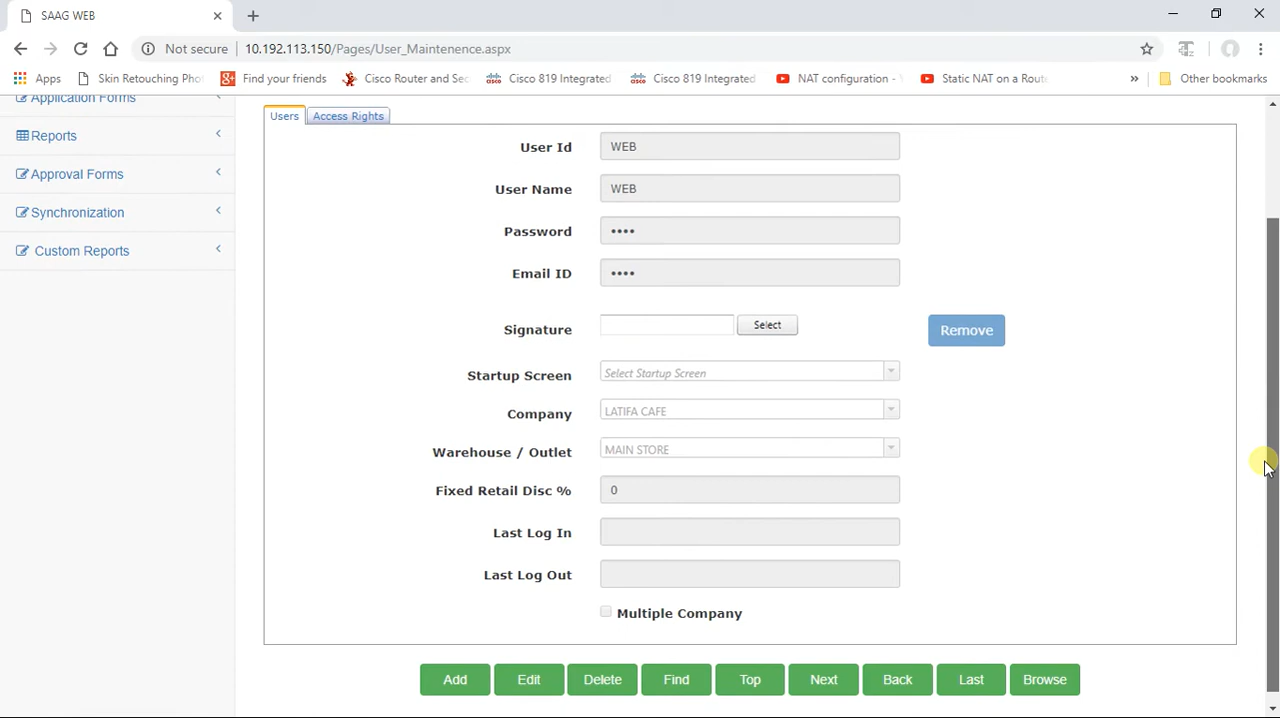 SAAG WEB
Not secure | 10.192.113.150/Pages/User_Maintenence.aspx
Apps Skin Retouching Pho Find your friends Cisco Router and Sec Cisco 819 Integrated Cisco 819 Integrated NAT configuration - Static NAT on a Route » Other bookmarks
Application Forms
Reports
Approval Forms
Synchronization
Custom Reports
Users Access Rights
User Id WEB
User Name WEB
Password ••••
Email ID ••••
Signature Select Remove
Startup Screen Select Startup Screen
Company LATIFA CAFE
Warehouse / Outlet MAIN STORE
Fixed Retail Disc % 0
Last Log In
Last Log Out
Multiple Company
Add Edit Delete Find Top Next Back Last Browse